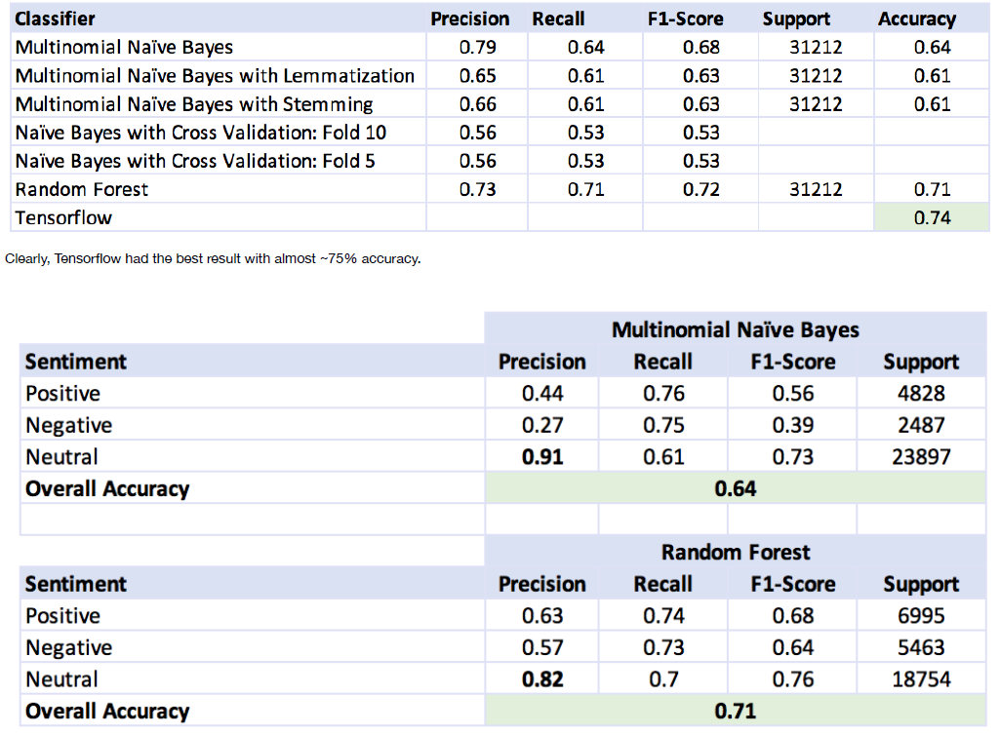 Classifier Precision Recall F1-Score Support Accuracy
Multinomial Naïve Bayes 0.79 0.64 0.68 31212 0.64
Multinomial Naïve Bayes with Lemmatization 0.65 0.61 0.63 31212 0.61
Multinomial Naïve Bayes with Stemming 0.66 0.61 0.63 31212 0.61
Naïve Bayes with Cross Validation: Fold 10 0.56 0.53 0.53
Naïve Bayes with Cross Validation: Fold 5 0.56 0.53 0.53
Random Forest 0.73 0.71 0.72 31212 0.71
Tensorflow 0.74
Clearly, Tensorflow had the best result with almost ~75% accuracy.
Multinomial Naïve Bayes
Sentiment Precision Recall F1-Score Support
Positive 0.44 0.76 0.56 4828
Negative 0.27 0.75 0.39 2487
Neutral 0.91 0.61 0.73 23897
Overall Accuracy 0.64
Random Forest
Sentiment Precision Recall F1-Score Support
Positive 0.63 0.74 0.68 6995
Negative 0.57 0.73 0.64 5463
Neutral 0.82 0.7 0.76 18754
Overall Accuracy 0.71